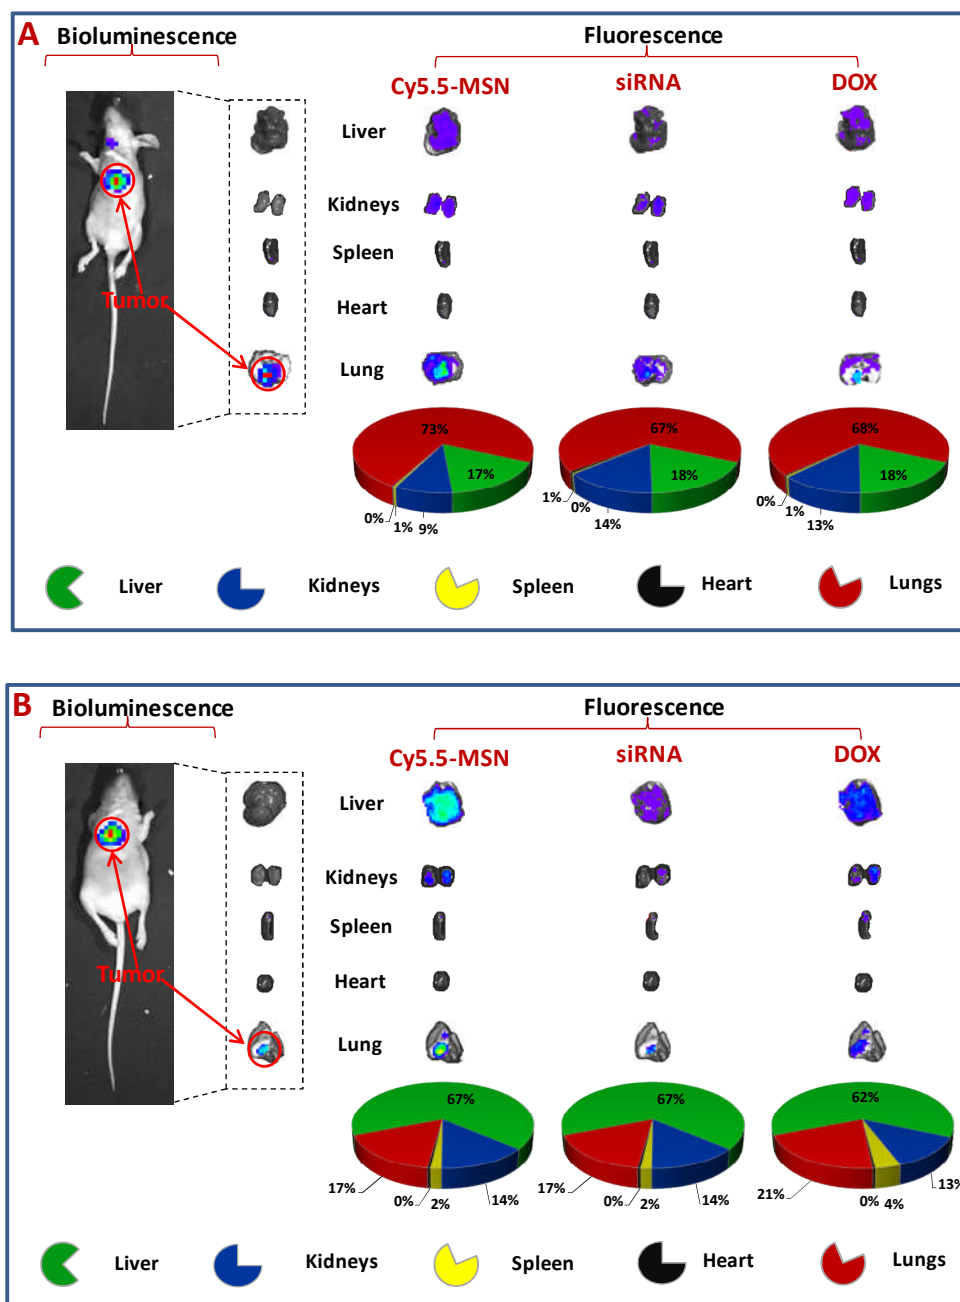 A
Bioluminescence
Fluorescence
Cy5.5-MSN siRNA DOX
Liver
Kidneys
Spleen
Heart
Lung
Tumor
73% 67% 68%
17% 18% 18%
0% 1% 9% 1% 0% 14% 0% 1% 13%
Liver Kidneys Spleen Heart Lungs
B
Bioluminescence
Fluorescence
Cy5.5-MSN siRNA DOX
Liver
Kidneys
Spleen
Heart
Tumor
Lung
67% 67% 62%
17% 0% 2% 14% 17% 0% 2% 14% 21% 0% 4% 13%
Liver Kidneys Spleen Heart Lungs